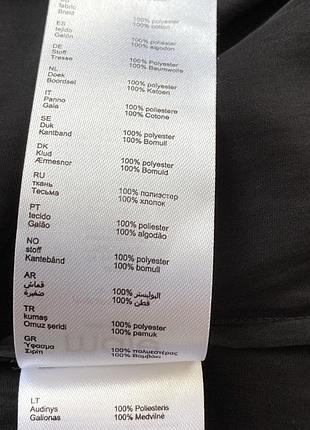 fabric 100% polyester
Braid 100% cotton
ES
tejido 100% polyester
Galón 100% algodon
DE
Stoff 100% Polyester
Tresse 100% Baumwolle
NL
Doek 100% Polyester
Boordsel 100% Katoen
IT
Panno 100% poliestere
Gala 100% Cotone
SE
Duk 100% polyester
Kantband 100% Bomull
DK
Klud 100% polyester
Ærmesnor 100% Bomuld
RU
ткань 100% полиэстер
Тесьма 100% хлопок
PT
tecido 100% poliéster
Galão 100% algodão
NO
stoff 100% polyester
Kantebånd 100% bomull
AR
قماش 100% البوليستر
ضفيرة 100% قطن
TR
kumaş 100% polyester
Omuz şeridi 100% pamuk
GR
Ύφασμα 100% πολυεστέρας
Σιρίτι 100% Βαμβάκι
LT
Audinys 100% Poliesteris
Galionas 100% Medvilnė